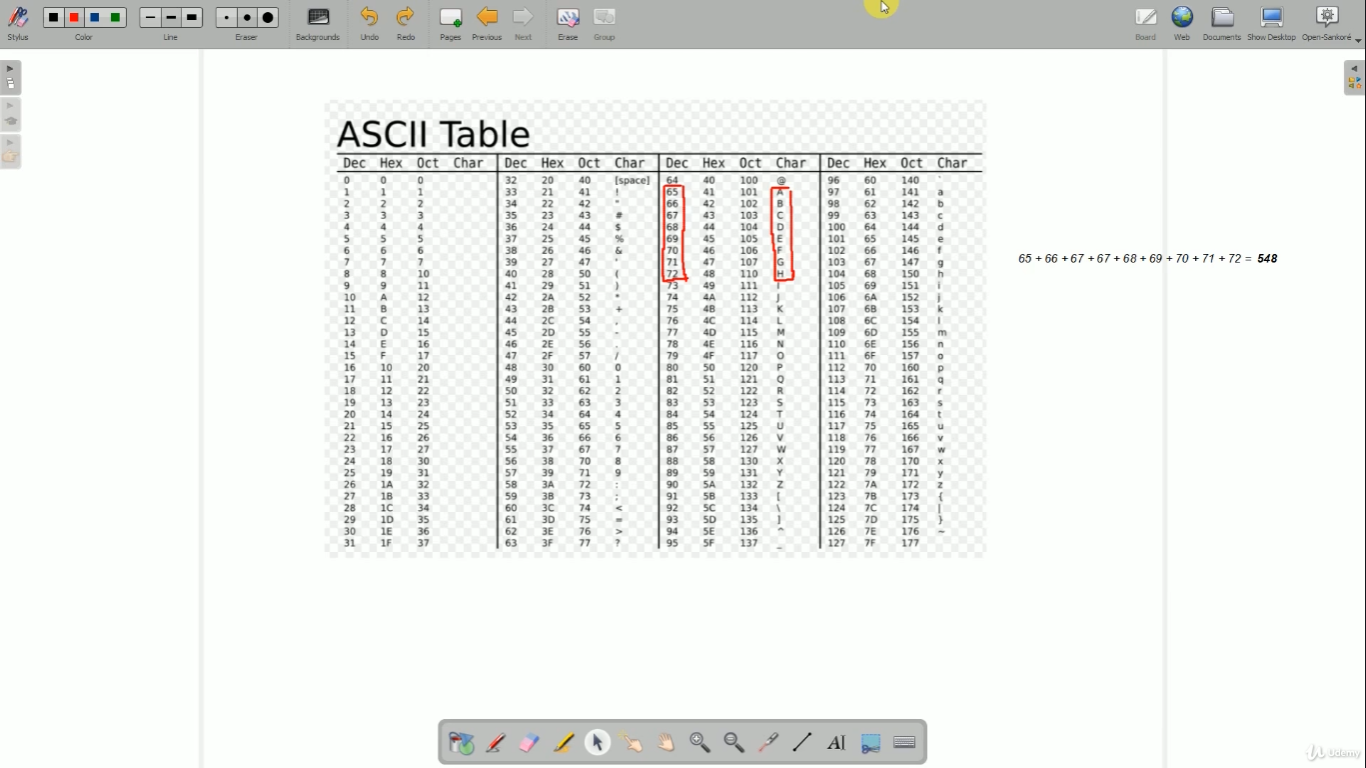 Stylus Color Line Eraser Backgrounds Undo Redo Pages Previous Next Erase Group Board Web Documents Show Desktop Open-Sankoré
ASCII Table
Dec Hex Oct Char Dec Hex Oct Char Dec Hex Oct Char Dec Hex Oct Char
0 0 0 32 20 40 [space] 64 40 100 @ 96 60 140 `
1 1 1 33 21 41 ! 65 41 101 A 97 61 141 a
2 2 2 34 22 42 " 66 42 102 B 98 62 142 b
3 3 3 35 23 43 # 67 43 103 C 99 63 143 c
4 4 4 36 24 44 $ 68 44 104 D 100 64 144 d
5 5 5 37 25 45 % 69 45 105 E 101 65 145 e
6 6 6 38 26 46 & 70 46 106 F 102 66 146 f
7 7 7 39 27 47 ' 71 47 107 G 103 67 147 g
65 + 66 + 67 + 67 + 68 + 69 + 70 + 71 + 72 = 548
8 8 10 40 28 50 ( 72 48 110 H 104 68 150 h
9 9 11 41 29 51 ) 73 49 111 I 105 69 151 i
10 A 12 42 2A 52 * 74 4A 112 J 106 6A 152 j
11 B 13 43 2B 53 + 75 4B 113 K 107 6B 153 k
12 C 14 44 2C 54 , 76 4C 114 L 108 6C 154 l
13 D 15 45 2D 55 - 77 4D 115 M 109 6D 155 m
14 E 16 46 2E 56 . 78 4E 116 N 110 6E 156 n
15 F 17 47 2F 57 / 79 4F 117 O 111 6F 157 o
16 10 20 48 30 60 0 80 50 120 P 112 70 160 p
17 11 21 49 31 61 1 81 51 121 Q 113 71 161 q
18 12 22 50 32 62 2 82 52 122 R 114 72 162 r
19 13 23 51 33 63 3 83 53 123 S 115 73 163 s
20 14 24 52 34 64 4 84 54 124 T 116 74 164 t
21 15 25 53 35 65 5 85 55 125 U 117 75 165 u
22 16 26 54 36 66 6 86 56 126 V 118 76 166 v
23 17 27 55 37 67 7 87 57 127 W 119 77 167 w
24 18 30 56 38 70 8 88 58 130 X 120 78 170 x
25 19 31 57 39 71 9 89 59 131 Y 121 79 171 y
26 1A 32 58 3A 72 : 90 5A 132 Z 122 7A 172 z
27 1B 33 59 3B 73 ; 91 5B 133 [ 123 7B 173 {
28 1C 34 60 3C 74 < 92 5C 134 \ 124 7C 174 |
29 1D 35 61 3D 75 = 93 5D 135 ] 125 7D 175 }
30 1E 36 62 3E 76 > 94 5E 136 ^ 126 7E 176 ~
31 1F 37 63 3F 77 ? 95 5F 137 _ 127 7F 177
AI
Udemy